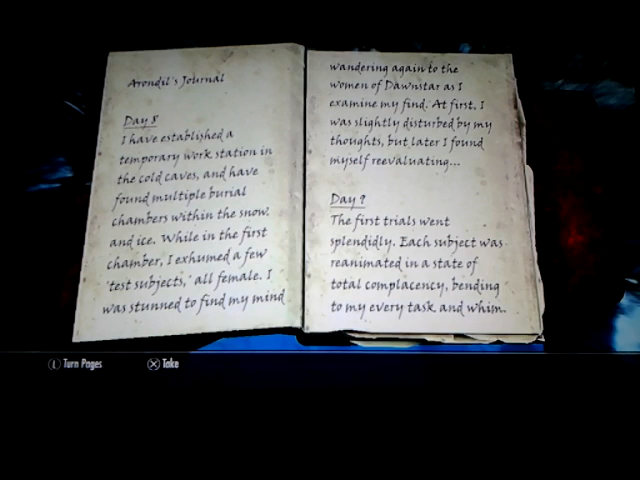 Arondil's Journal
Day 8
I have established a
temporary work station in
the cold caves, and have
found multiple burial
chambers within the snow
and ice. While in the first
chamber, I exhumed a few
'test subjects,' all female. I
was stunned to find my mind
wandering again to the
women of Dawnstar as I
examine my find. At first, I
was slightly disturbed by my
thoughts, but later I found
myself reevaluating...
Day 9
The first trials went
splendidly. Each subject was
reanimated in a state of
total complacency, bending
to my every task and whim.
L Turn Pages
X Take